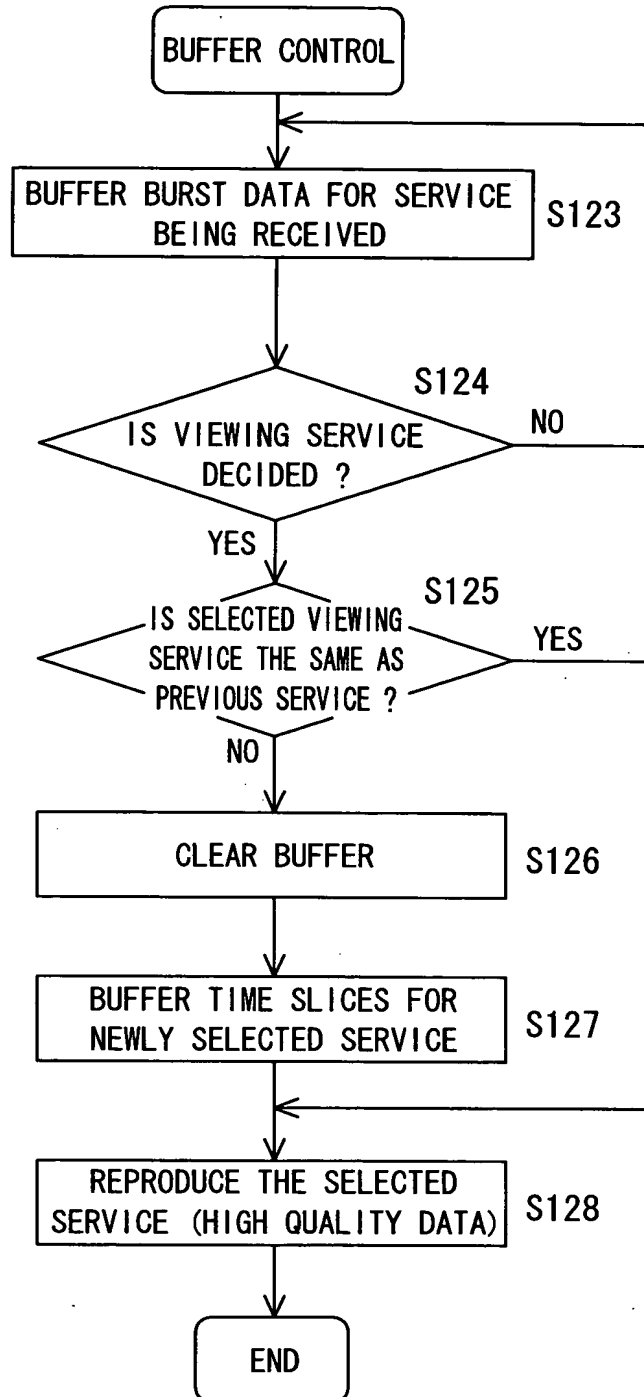 BUFFER CONTROL
BUFFER BURST DATA FOR SERVICE
BEING RECEIVED
S123
S124
IS VIEWING SERVICE
DECIDED ?
NO
YES
S125
IS SELECTED VIEWING
SERVICE THE SAME AS
PREVIOUS SERVICE ?
YES
NO
CLEAR BUFFER
S126
BUFFER TIME SLICES FOR
NEWLY SELECTED SERVICE
S127
REPRODUCE THE SELECTED
SERVICE (HIGH QUALITY DATA)
S128
END